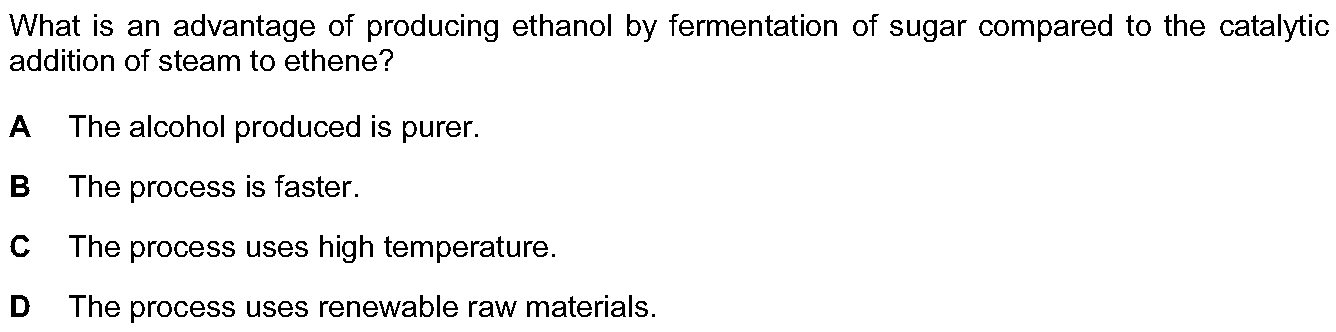 What is an advantage of producing ethanol by fermentation of sugar compared to the catalytic
addition of steam to ethene?
A The alcohol produced is purer.
B The process is faster.
C The process uses high temperature.
D The process uses renewable raw materials.